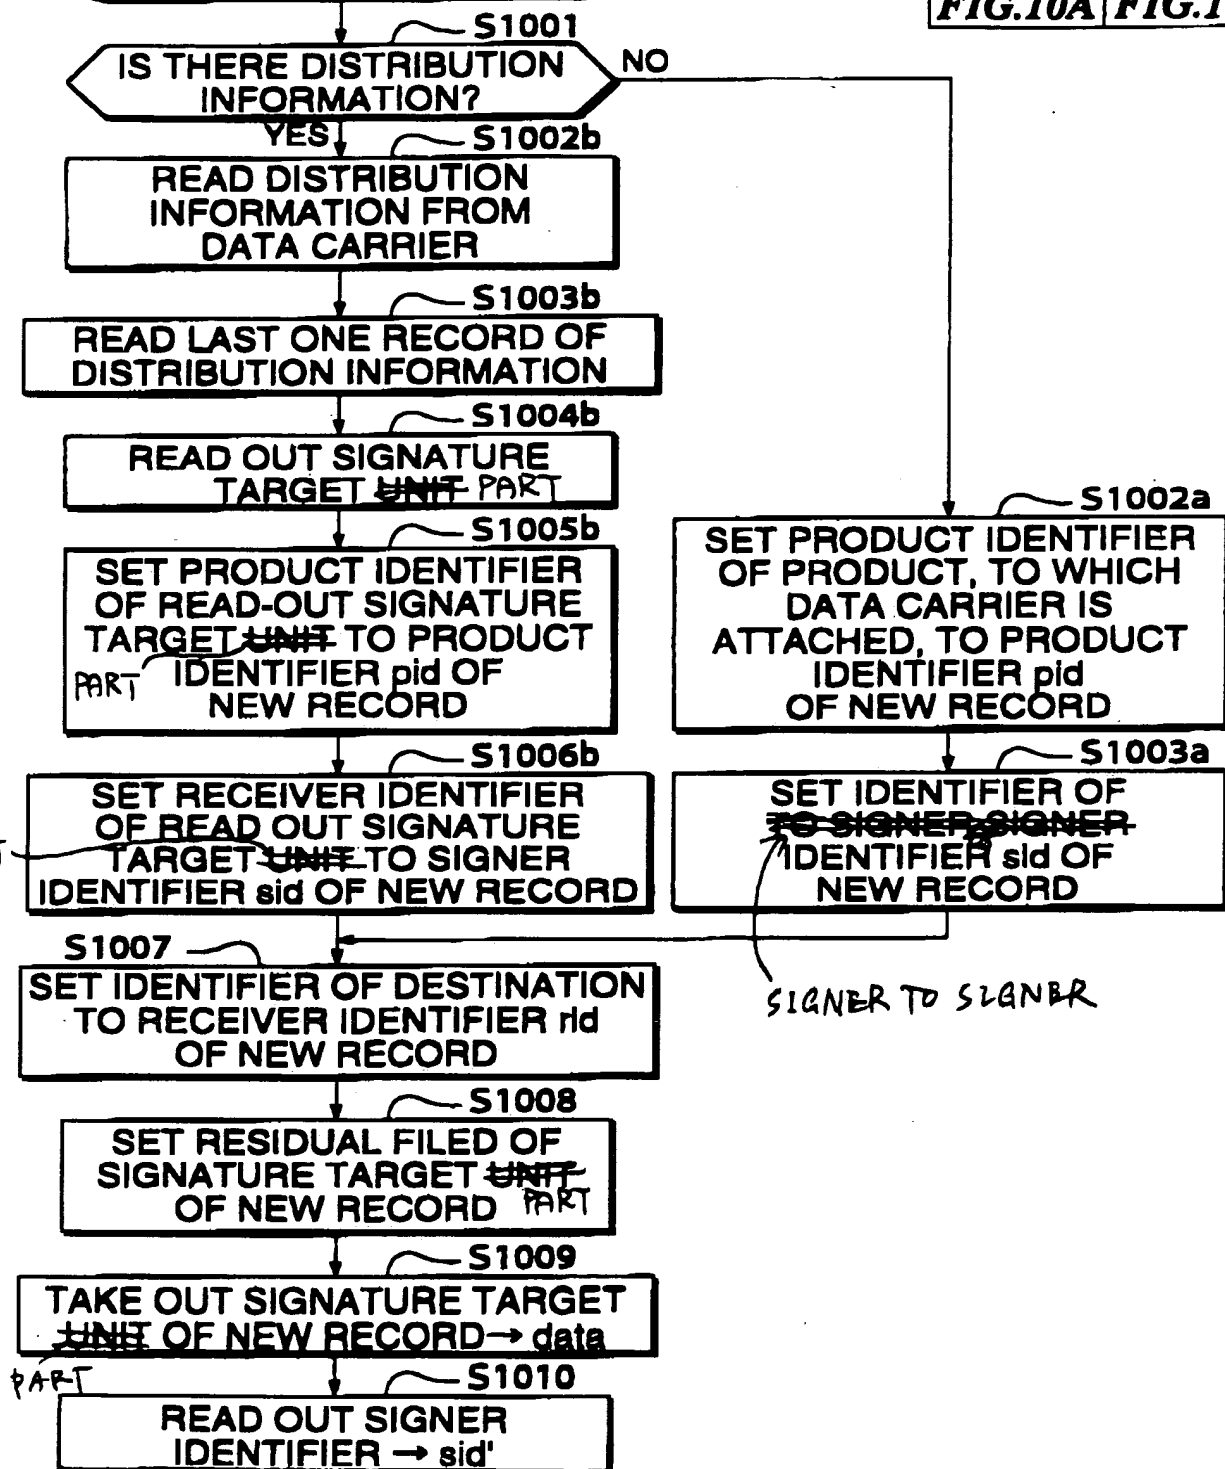 FIG.10A FIG.1
S1001
IS THERE DISTRIBUTION
INFORMATION?
NO
YES
S1002b
READ DISTRIBUTION
INFORMATION FROM
DATA CARRIER
S1003b
READ LAST ONE RECORD OF
DISTRIBUTION INFORMATION
S1004b
READ OUT SIGNATURE
TARGET UNIT PART
S1005b
SET PRODUCT IDENTIFIER
OF READ-OUT SIGNATURE
TARGET UNIT TO PRODUCT
PART
IDENTIFIER pid OF
NEW RECORD
S1002a
SET PRODUCT IDENTIFIER
OF PRODUCT, TO WHICH
DATA CARRIER IS
ATTACHED, TO PRODUCT
IDENTIFIER pid
OF NEW RECORD
S1006b
SET RECEIVER IDENTIFIER
OF READ OUT SIGNATURE
TARGET UNIT TO SIGNER
IDENTIFIER sid OF NEW RECORD
S1003a
SET IDENTIFIER OF
TO SIGNER SIGNER
IDENTIFIER sid OF
NEW RECORD
SIGNER TO SIGNER
S1007
SET IDENTIFIER OF DESTINATION
TO RECEIVER IDENTIFIER rid
OF NEW RECORD
S1008
SET RESIDUAL FILED OF
SIGNATURE TARGET UNIT
OF NEW RECORD PART
S1009
TAKE OUT SIGNATURE TARGET
UNIT OF NEW RECORD→ data
PART
S1010
READ OUT SIGNER
IDENTIFIER → sid'